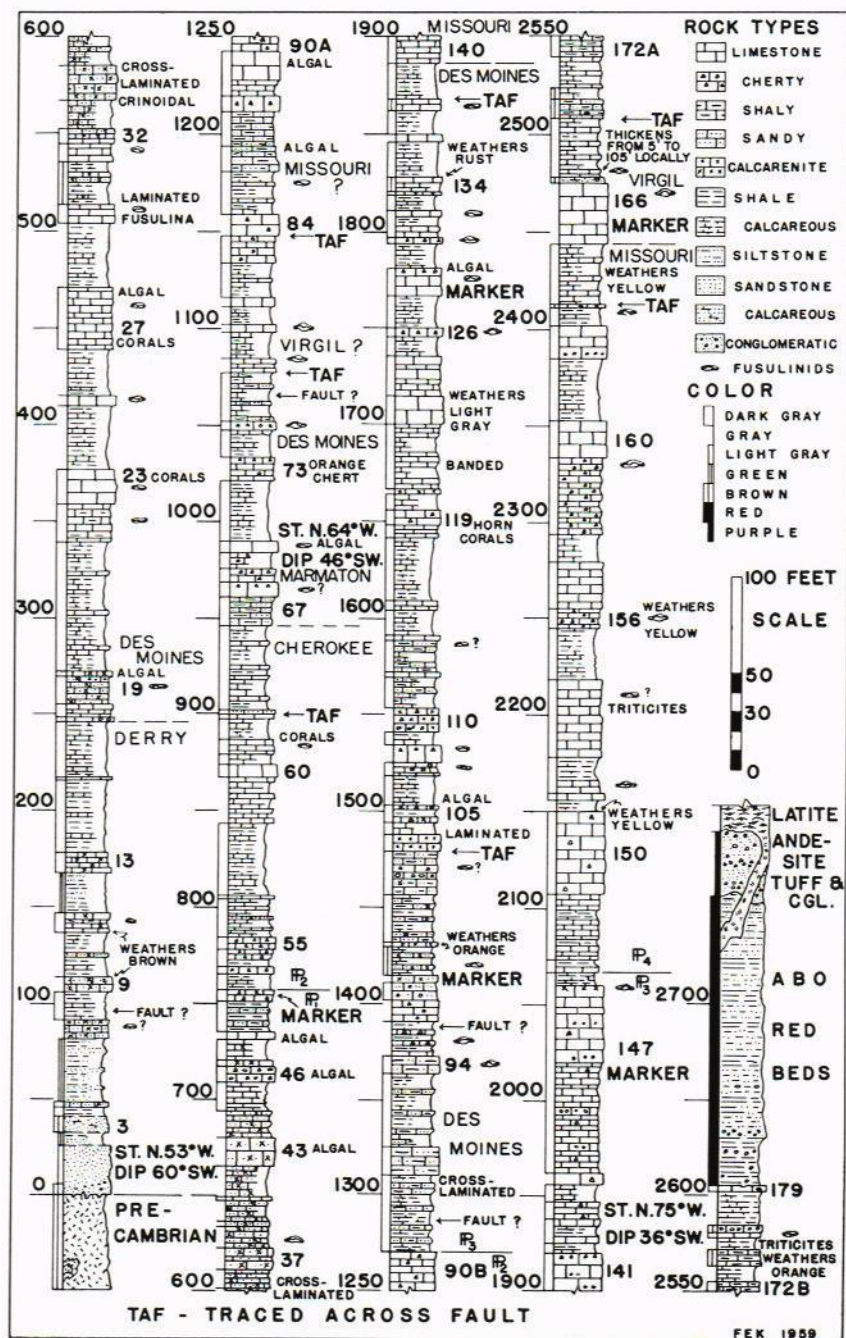 600
CROSS-
LAMINATED
CRINOIDAL
32
LAMINATED
FUSULINA
500
ALGAL
27
CORALS
400
23 CORALS
300
DES
MOINES
ALGAL
19
DERRY
200
13
WEATHERS
BROWN
9
100
FAULT ?
?
3
ST. N. 53° W.
DIP 60° SW.
0
PRE-
CAMBRIAN
1250
90A
ALGAL
1200
ALGAL
MISSOURI
?
84
TAF
1100
VIRGIL ?
TAF
FAULT ?
DES MOINES
73 ORANGE
CHERT
1000
ST. N. 64° W.
ALGAL
DIP 46° SW.
MARMATON
?
67
CHEROKEE
900
TAF
CORALS
60
800
55
P2
P1
MARKER
ALGAL
700
46 ALGAL
43 ALGAL
37
600
CROSS-
LAMINATED
1900
MISSOURI
140
DES MOINES
TAF
WEATHERS
RUST
134
1800
ALGAL
MARKER
126
WEATHERS
1700
LIGHT
GRAY
BANDED
119 HORN
CORALS
1600
?
110
1500
ALGAL
105
LAMINATED
TAF
WEATHERS
ORANGE
MARKER
1400
FAULT ?
94
DES
MOINES
1300
CROSS-
LAMINATED
FAULT ?
P3
P2
1250
90B
2550
172A
TAF
2500
THICKENS
FROM 5' TO
105' LOCALLY
VIRGIL
166
MARKER
MISSOURI
WEATHERS
YELLOW
TAF
2400
160
2300
156
WEATHERS
YELLOW
?
2200
TRITICITES
WEATHERS
YELLOW
150
2100
P4
P3
147
MARKER
2000
ST. N. 75° W.
DIP 36° SW.
1900
141
ROCK TYPES
LIMESTONE
CHERTY
SHALY
SANDY
CALCARENITE
SHALE
CALCAREOUS
SILTSTONE
SANDSTONE
CALCAREOUS
CONGLOMERATIC
FUSULINIDS
COLOR
DARK GRAY
GRAY
LIGHT GRAY
GREEN
BROWN
RED
PURPLE
100 FEET
SCALE
50
30
0
LATITE
ANDE-
SITE
TUFF &
CGL.
ABO
2700
RED
BEDS
2600
179
TRITICITES
WEATHERS
ORANGE
2550
172B
TAF - TRACED ACROSS FAULT
FEK 1959